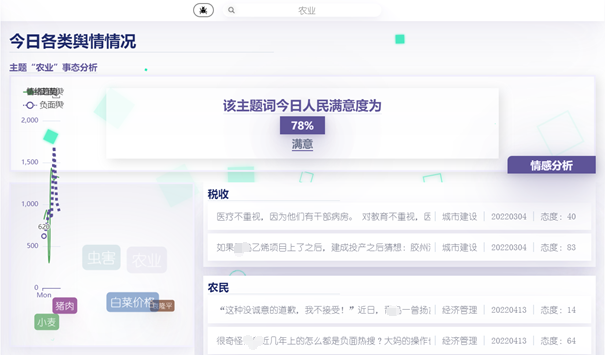 农业
今日各类舆情情况
主题“农业”事态分析
负面舆
2,000
1,500
1,000
500
0
Mon
该主题词今日人民满意度为
78%
满意
情感分析
虫害
农业
猪肉
白菜价格
小麦
税收
医疗不重视，因为他们有干部病房。 对教育不重视，医
城市建设
20220304
态度：40
如果
乙烯项目上了之后，建成投产之后猜想：胶州
城市建设
20220304
态度：83
农民
“这种没诚意的道歉，我不接受！”近日，
一曾扬
经济管理
20220413
态度：14
很奇怪
近几年上的怎么都是负面热搜？大妈的操作
经济管理
20220413
态度：64